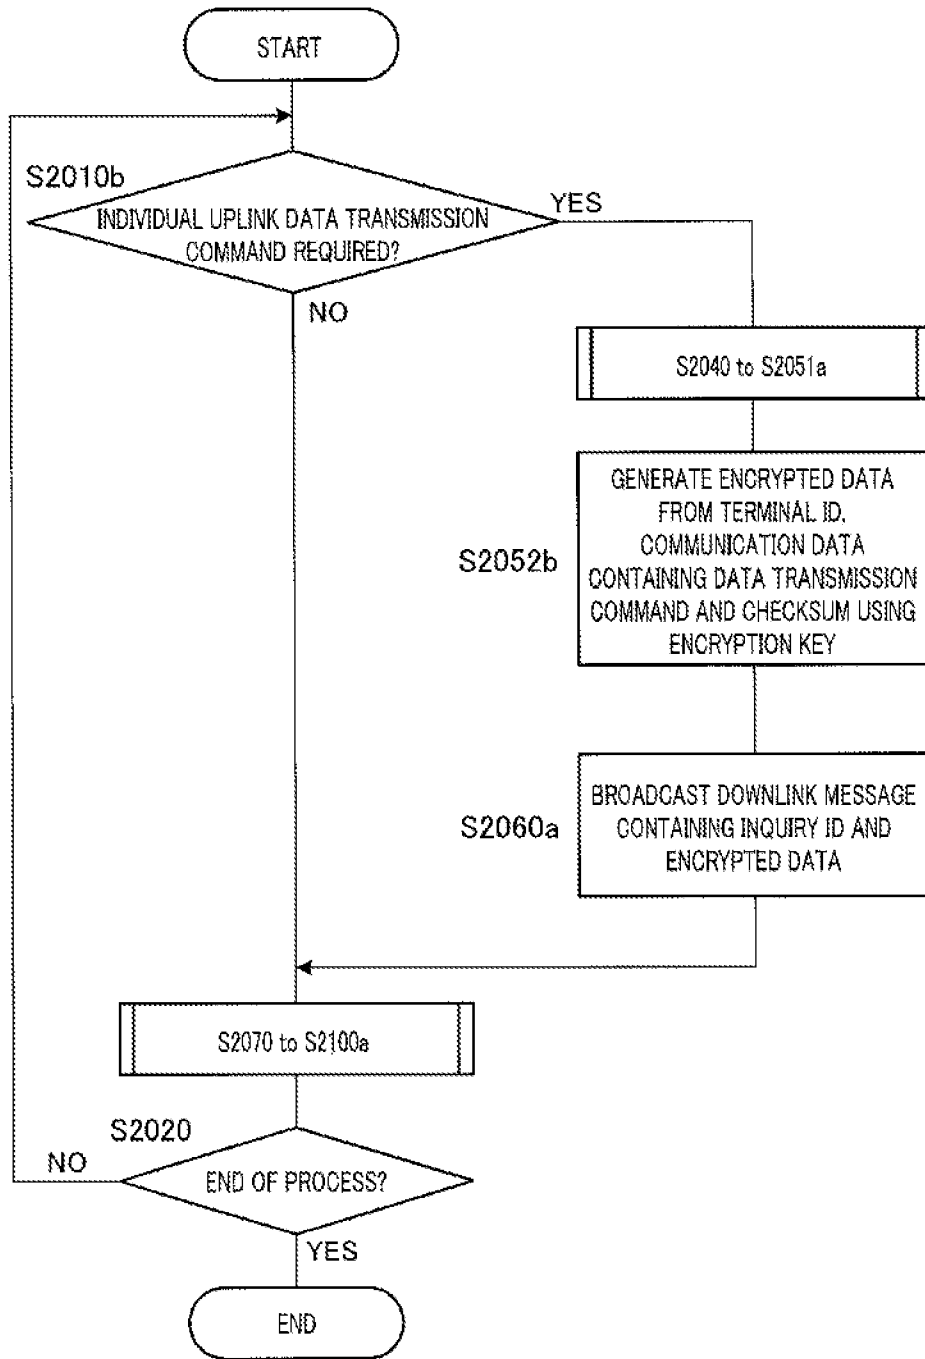 START
S2010b
INDIVIDUAL UPLINK DATA TRANSMISSION
COMMAND REQUIRED?
YES
NO
S2040 to S2051a
S2052b
GENERATE ENCRYPTED DATA
FROM TERMINAL ID,
COMMUNICATION DATA
CONTAINING DATA TRANSMISSION
COMMAND AND CHECKSUM USING
ENCRYPTION KEY
S2060a
BROADCAST DOWNLINK MESSAGE
CONTAINING INQUIRY ID AND
ENCRYPTED DATA
S2070 to S2100a
S2020
NO
END OF PROCESS?
YES
END